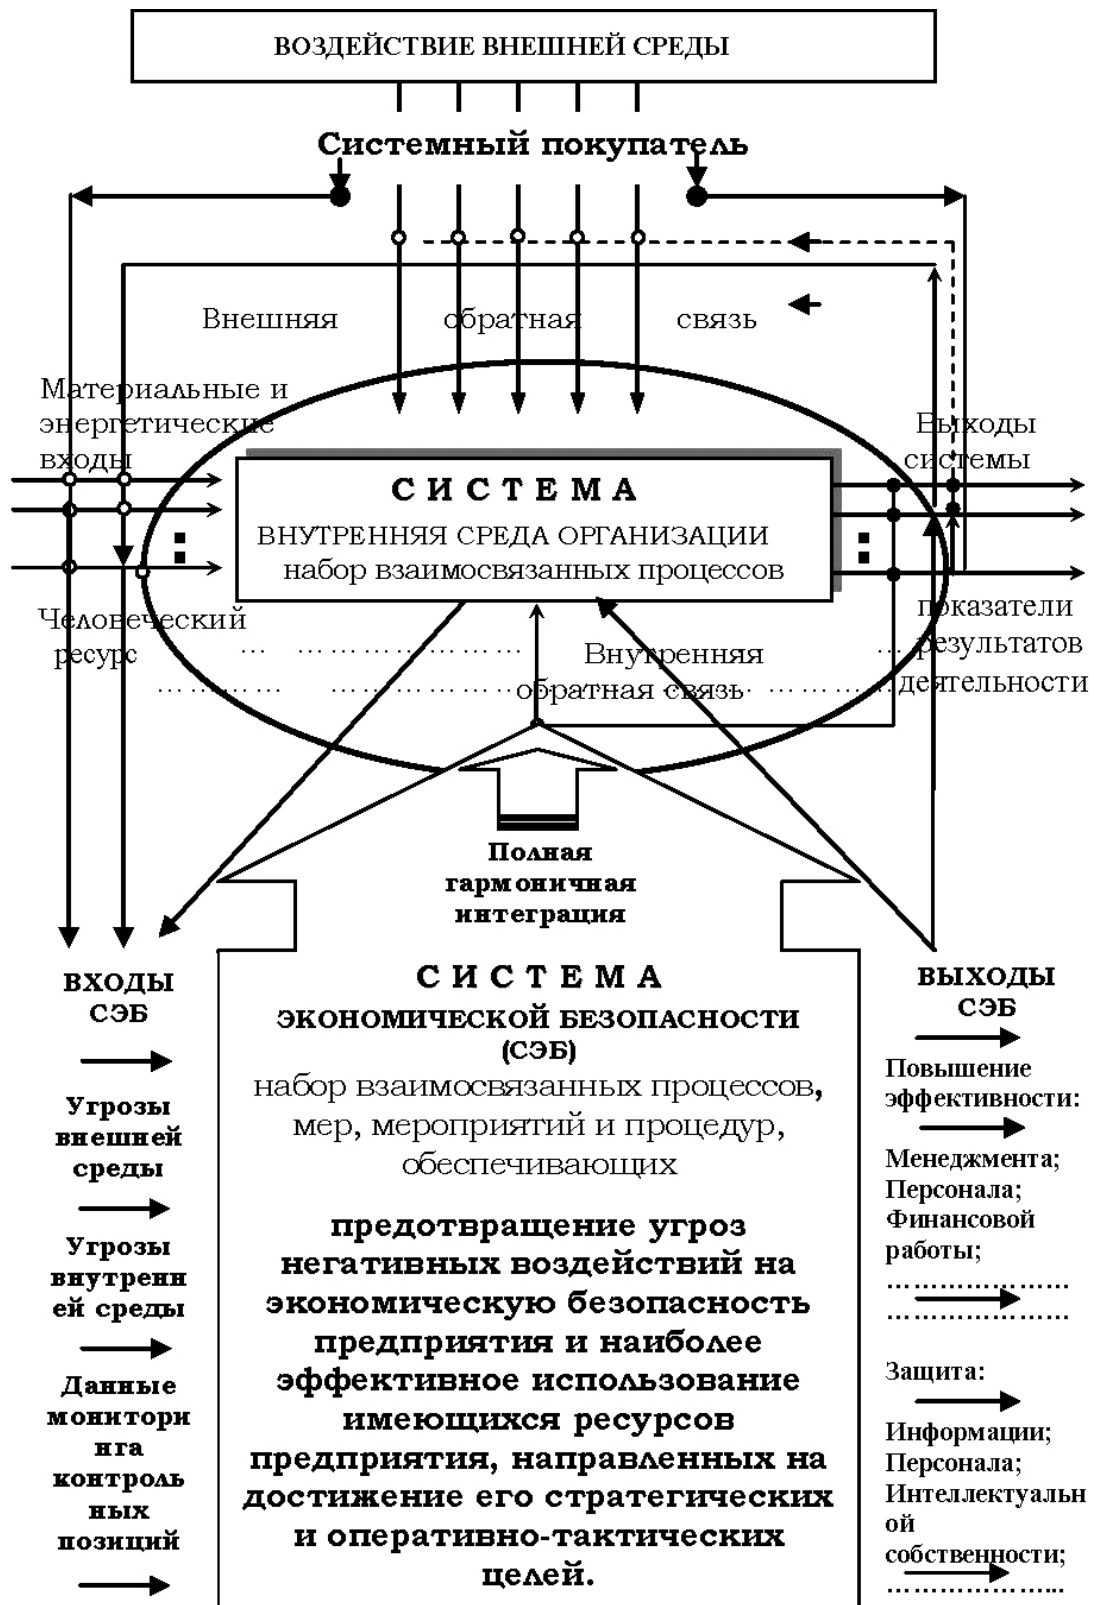 ВОЗДЕЙСТВИЕ ВНЕШНЕЙ СРЕДЫ
Системный покупатель
Внешняя обратная связь
Материальные и
энергетические
входы
Выходы
системы
СИСТЕМА
ВНУТРЕННЯЯ СРЕДА ОРГАНИЗАЦИИ
набор взаимосвязанных процессов
Человеческий
ресурс
Внутренняя
обратная связь
показатели
результатов
деятельности
Полная
гармоничная
интеграция
ВХОДЫ
СЭБ
Угрозы
внешней
среды
Угрозы
внутренн
ей среды
Данные
монитори
нга
контроль
ных
позиций
СИСТЕМА
ЭКОНОМИЧЕСКОЙ БЕЗОПАСНОСТИ
(СЭБ)
набор взаимосвязанных процессов,
мер, мероприятий и процедур,
обеспечивающих
предотвращение угроз
негативных воздействий на
экономическую безопасность
предприятия и наиболее
эффективное использование
имеющихся ресурсов
предприятия, направленных на
достижение его стратегических
и оперативно-тактических
целей.
ВЫХОДЫ
СЭБ
Повышение
эффективности:
Менеджмента;
Персонала;
Финансовой
работы;
…………………
…………………
Защита:
Информации;
Персонала;
Интеллектуальн
ой
собственности;
…………………